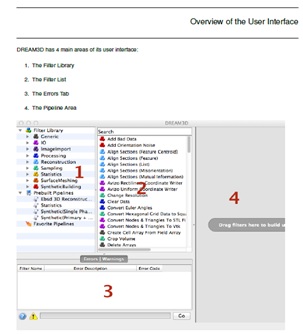 Overview of the User Interface
DREAM3D has 4 main areas of its user interface:
1. The Filter Library
2. The Filter List
3. The Errors Tab
4. The Pipeline Area
DREAM3D
Filter Library
Generic
IO
ImageImport
Processing
Reconstruction
Sampling
Statistics
SurfaceMeshing
SyntheticBuilding
Prebuilt Pipelines
Ebsd 3D Reconstruct
Statistics
Synthetic(Single Pha
Synthetic(Primary +
Favorite Pipelines
1
Search
Add Bad Data
Add Orientation Noise
Align Sections (Feature Centroid)
Align Sections (Feature)
Align Sections (List)
Align Sections (Misorientation)
Align Sections (Mutual Information)
Avizo Rectilinear Coordinate Writer
Avizo Uniform Coordinate Writer
Change Resolution
Clear Data
Convert Euler Angles
Convert Hexagonal Grid Data to Squa
Convert Nodes & Triangles To STL Fi
Convert Nodes & Triangles To Vtk
Create Cell Array From Field Array
Crop Volume
Delete Arrays
2
4
Drag filters here to build u
Errors | Warnings
Filter Name
Error Description
Error Code
3
Go